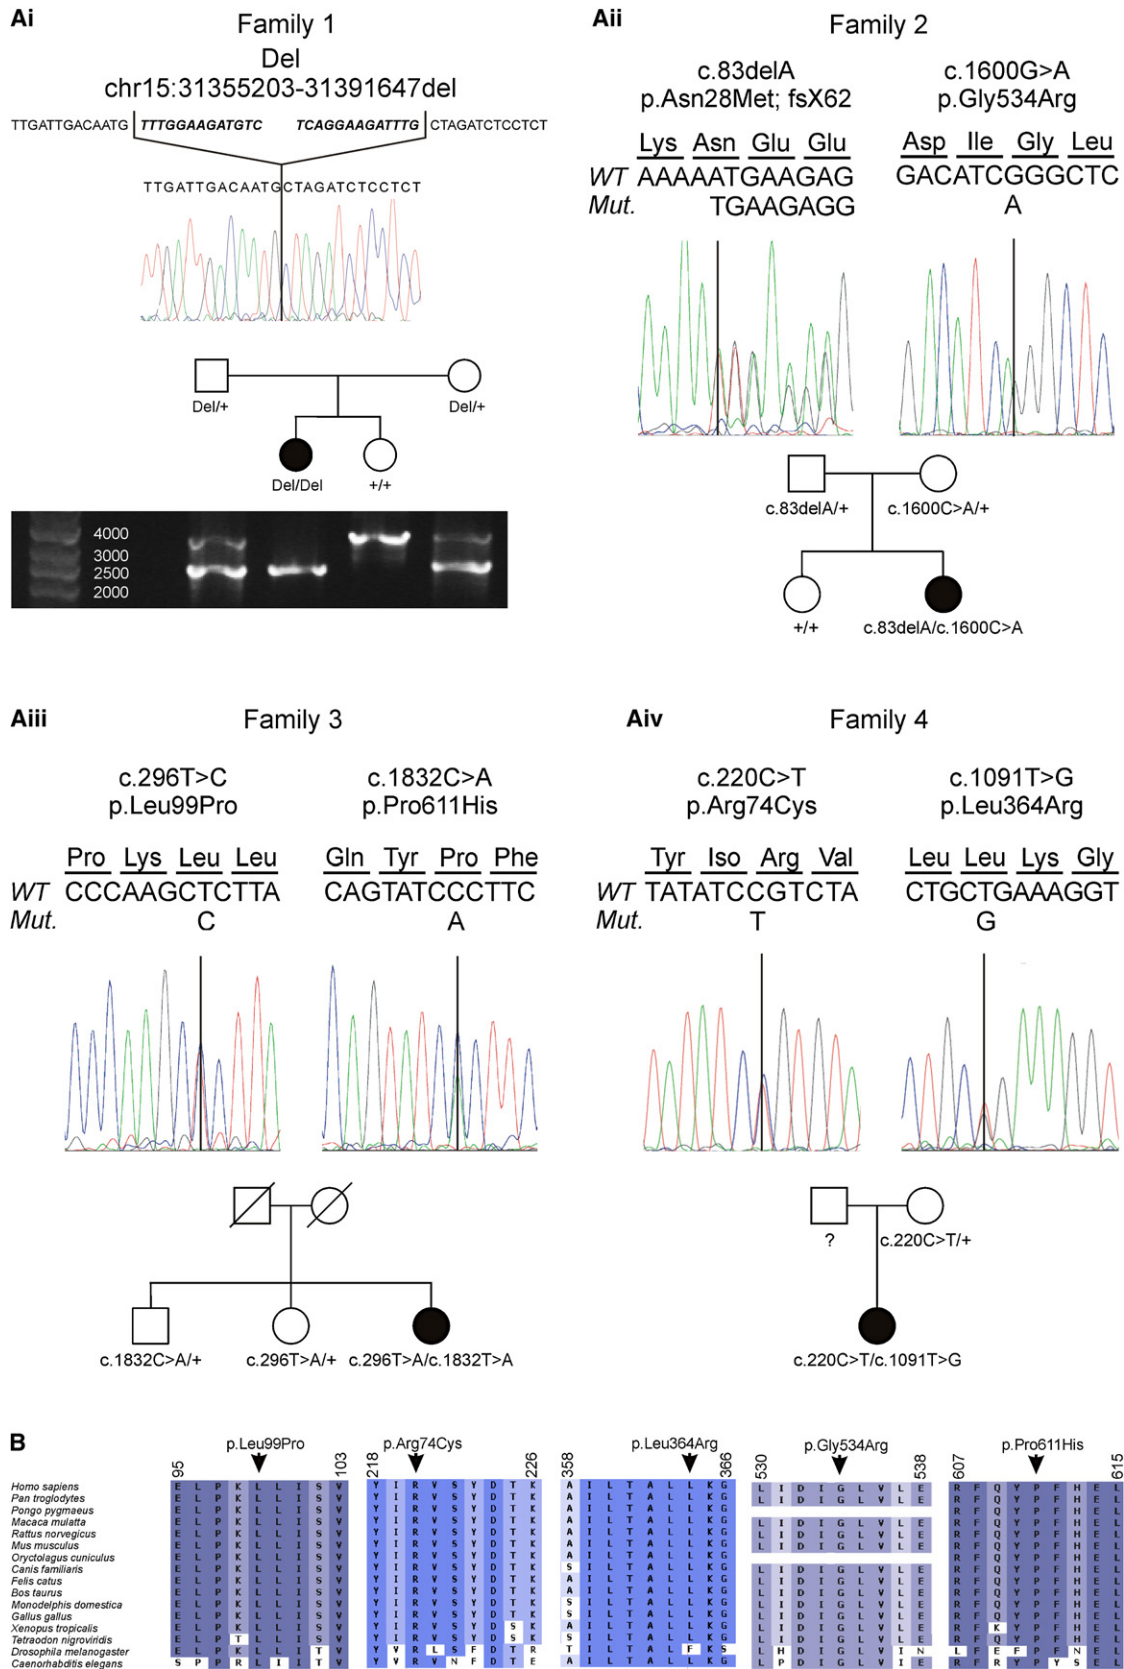 Ai
Family 1
Del
chr15:31355203-31391647del
TTGATTGACAATG TTTGGAAGATGTC TCAGGAAGATTTG CTAGATCTCCTCT
TTGATTGACAATGCTAGATCTCCTCT
Del/+ Del/+
Del/Del +/+
4000
3000
2500
2000
Aii
Family 2
c.83delA c.1600G>A
p.Asn28Met; fsX62 p.Gly534Arg
Lys Asn Glu Glu Asp Ile Gly Leu
WT AAAAATGAAGAG GACATCGGGCTC
Mut. TGAAGAGG A
c.83delA/+ c.1600C>A/+
+/+ c.83delA/c.1600C>A
Aiii
Family 3
c.296T>C c.1832C>A
p.Leu99Pro p.Pro611His
Pro Lys Leu Leu Gln Tyr Pro Phe
WT CCCAAGCTCTTA CAGTATCCCTTC
Mut. C A
c.1832C>A/+ c.296T>A/+ c.296T>A/c.1832T>A
Aiv
Family 4
c.220C>T c.1091T>G
p.Arg74Cys p.Leu364Arg
Tyr Iso Arg Val Leu Leu Lys Gly
WT TATATCCGTCTA CTGCTGAAAGGT
Mut. T G
? c.220C>T/+
c.220C>T/c.1091T>G
B
p.Leu99Pro p.Arg74Cys p.Leu364Arg p.Gly534Arg p.Pro611His
95 103 218 226 358 366 530 538 607 615
Homo sapiens E L P K L L I S V Y I R V S Y D T K A I L T A L L K G L I D I G L V L E R F Q Y P F H E L
Pan troglodytes E L P K L L I S V Y I R V S Y D T K A I L T A L L K G L I D I G L V L E R F Q Y P F H E L
Pongo pygmaeus E L P K L L I S V Y I R V S Y D T K A I L T A L L K G R F Q Y P F H E L
Macaca mulatta E L P K L L I S V Y I R V S Y D T K A I L T A L L K G L I D I G L V L E R F Q Y P F H E L
Rattus norvegicus E L P K L L I S V Y I R V S Y D T K A I L T A L L K G L I D I G L V L E R F Q Y P F H E L
Mus musculus E L P K L L I S V Y I R V S Y D T K A I L T A L L K G L I D I G L V L E R F Q Y P F H E L
Oryctolagus cuniculus E L P K L L I S V Y I R V S Y D T K A I L T A L L K G R F Q Y P F H E L
Canis familiaris E L P K L L I S V Y I R V S Y D T K S I L T A L L K G L I D I G L V L E R F Q Y P F H E L
Felis catus E L P K L L I S V Y I R V S Y D T K A I L T A L L K G L I D I G L V L E R F Q Y P F H E L
Bos taurus E L P K L L I S V Y I R V S Y D T K A I L T A L L K G L I D I G L V L E R F Q Y P F H E L
Monodelphis domestica E L P K L L I S V Y I R V S Y D T K S I L T A L L K G L I D I G L V L E R F Q Y P F H E L
Gallus gallus E L P K L L I S V Y I R V S Y D T K S I L T A L L K G L I D I G L V L E R F Q Y P F H E L
Xenopus tropicalis E L P K L L I S V Y I R V S Y D S K A I L T A L L K G L I D I G L V L E R F K Y P F H E L
Tetraodon nigroviridis E L P T L L I S V Y I R V S Y D S K S I L T A L L K G L I D I G L V L E R F Q Y P F H E L
Drosophila melanogaster E L P K L L I T V Y V R L S F D T R T I L T A L F K S L H D I G L V I N L F E F P F N E L
Caenorhabditis elegans S P P R L I I T V Y V R V N F D T E A I L T A L L K G L P D I G L V I E R F R Y P Y S E L